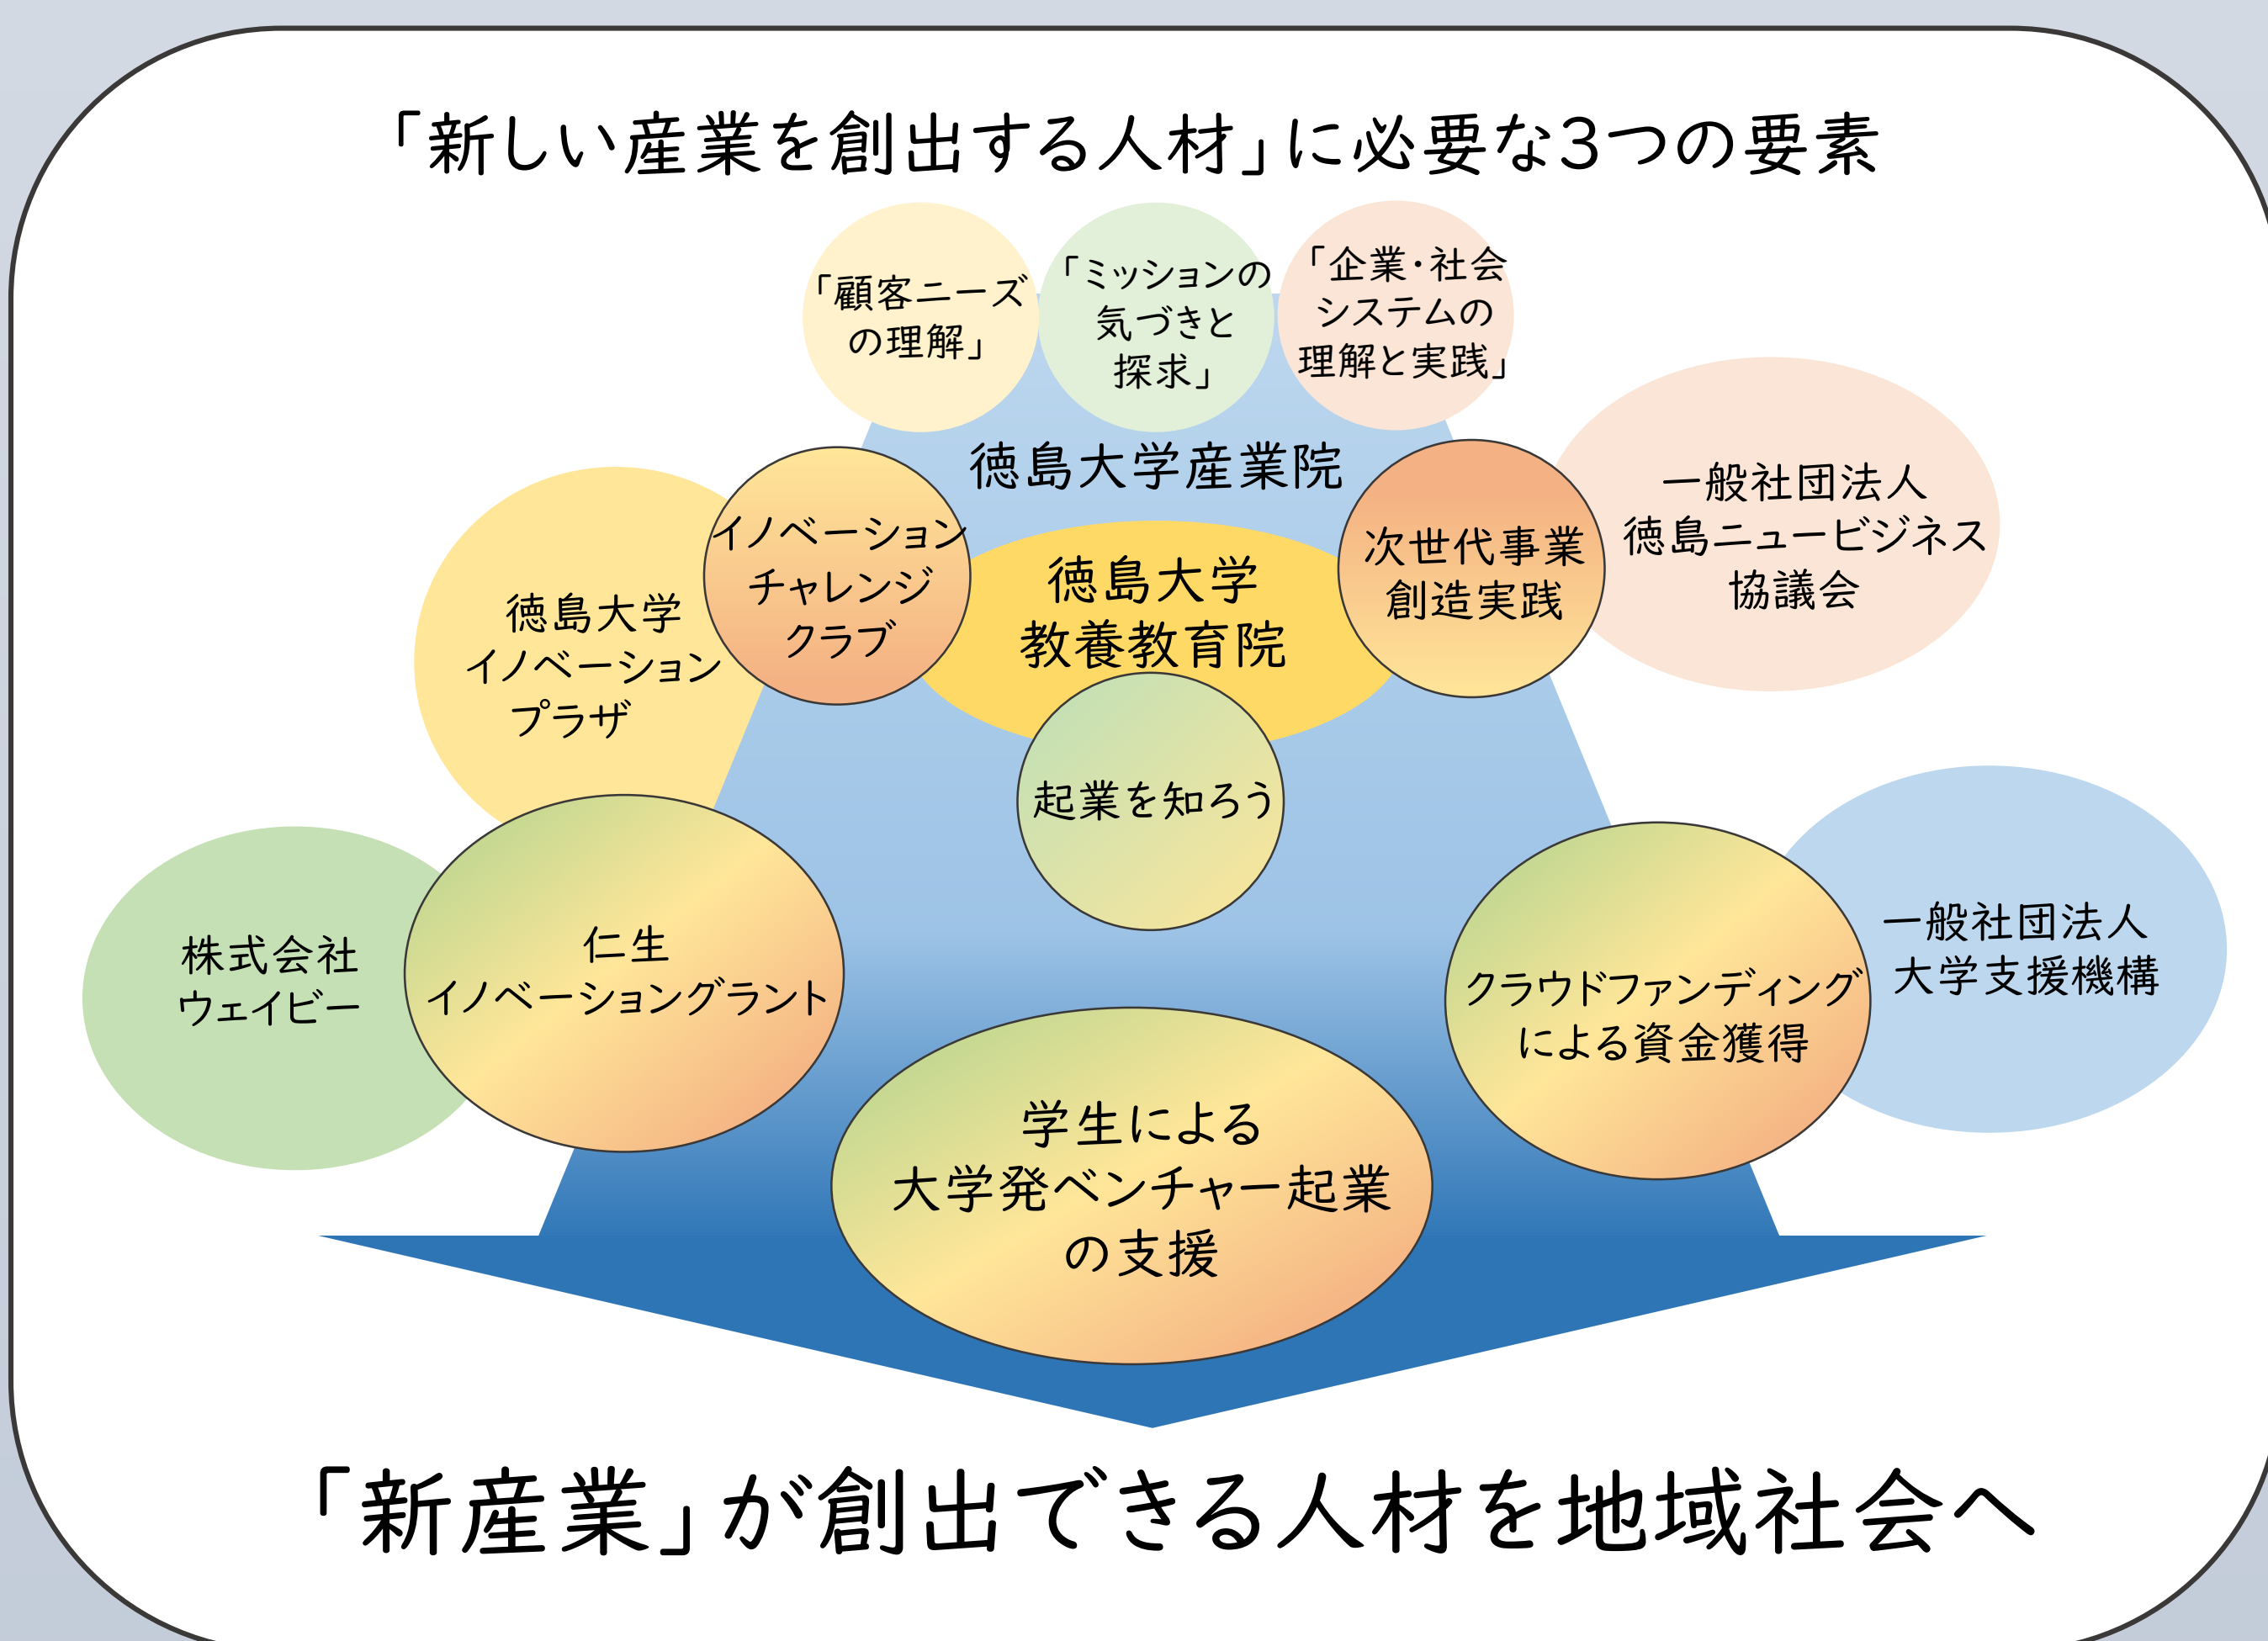 「新しい産業を創出する人材」に必要な3つの要素
「顧客ニーズ
の理解」
「ミッションの
気づきと
探求」
「企業・社会
システムの
理解と実践」
徳島大学産業院
イノベーション
チャレンジ
クラブ
徳島大学
教養教育院
次世代事業
創造実践
一般社団法人
徳島ニュービジネス
協議会
徳島大学
イノベーション
プラザ
起業を知ろう
株式会社
ウェイビー
仁生
イノベーショングラント
クラウドファンディング
による資金獲得
一般社団法人
大学支援機構
学生による
大学発ベンチャー起業
の支援
「新産業」が創出できる人材を地域社会へ